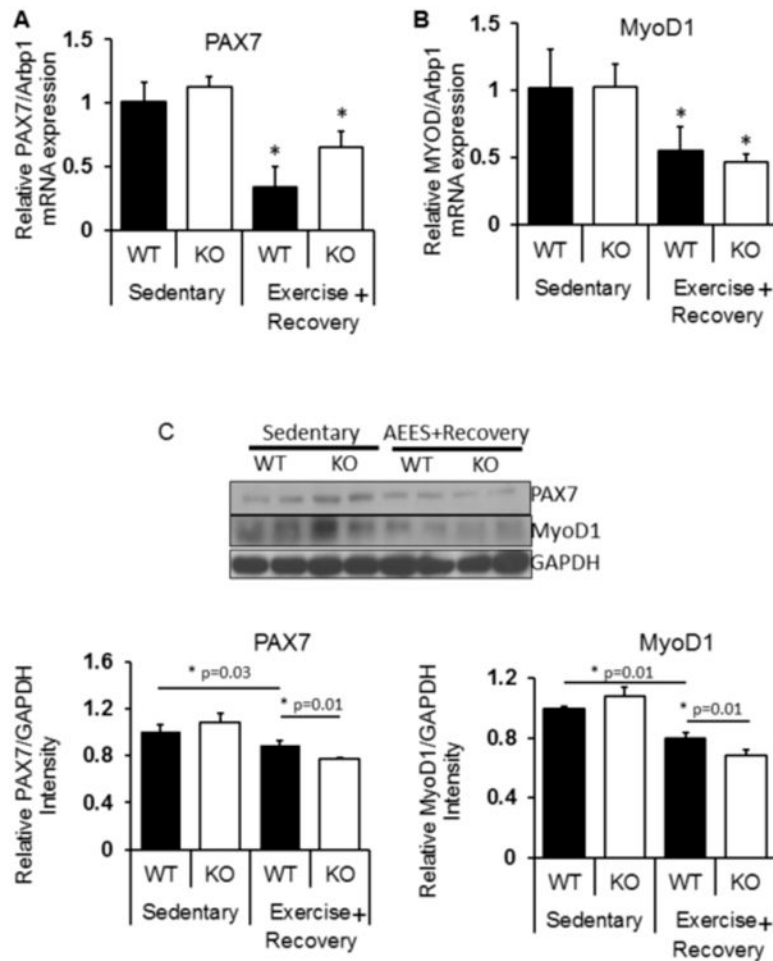 A
PAX7
Relative PAX7/Arbp1
mRNA expression
1.5
1
0.5
0
*
*
WT
KO
WT
KO
Sedentary
Exercise+
Recovery
B
MyoD1
Relative MYOD/Arbp1
mRNA expression
1.5
1
0.5
0
*
*
WT
KO
WT
KO
Sedentary
Exercise+
Recovery
C
Sedentary
AEES+Recovery
WT
KO
WT
KO
PAX7
MyoD1
GAPDH
PAX7
Relative PAX7/GAPDH
Intensity
1.6
1.2
0.8
0.4
0
* p=0.03
* p=0.01
WT
KO
WT
KO
Sedentary
Exercise+
Recovery
MyoD1
Relative MyoD1/GAPDH
Intensity
1.2
0.8
0.4
0
* p=0.01
* p=0.01
WT
KO
WT
KO
Sedentary
Exercise+
Recovery